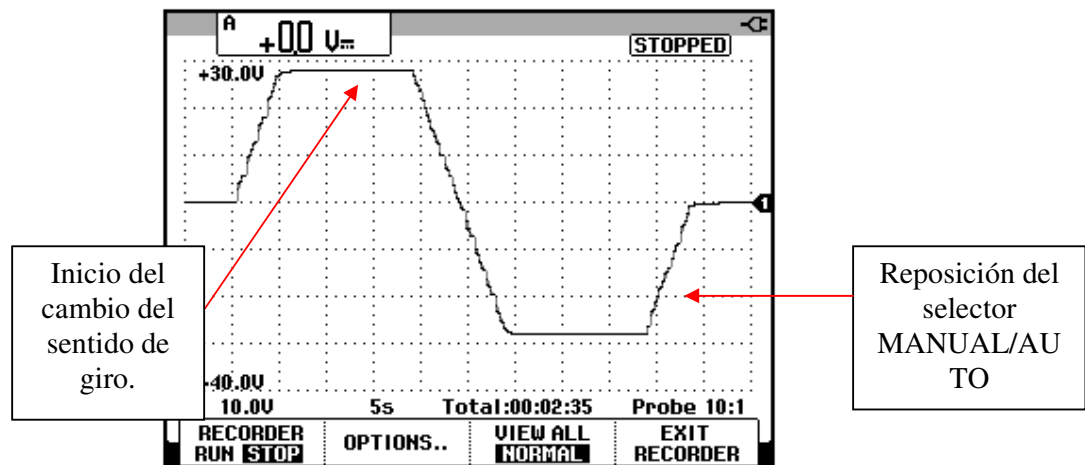 A
+0.0 V
STOPPED
+30.0V
1
Inicio del
cambio del
sentido de
giro.
Reposición del
selector
MANUAL/AU
TO
-40.0V
10.0V 5s Total:00:02:35 Probe 10:1
RECORDER
RUN STOP
OPTIONS..
VIEW ALL
NORMAL
EXIT
RECORDER